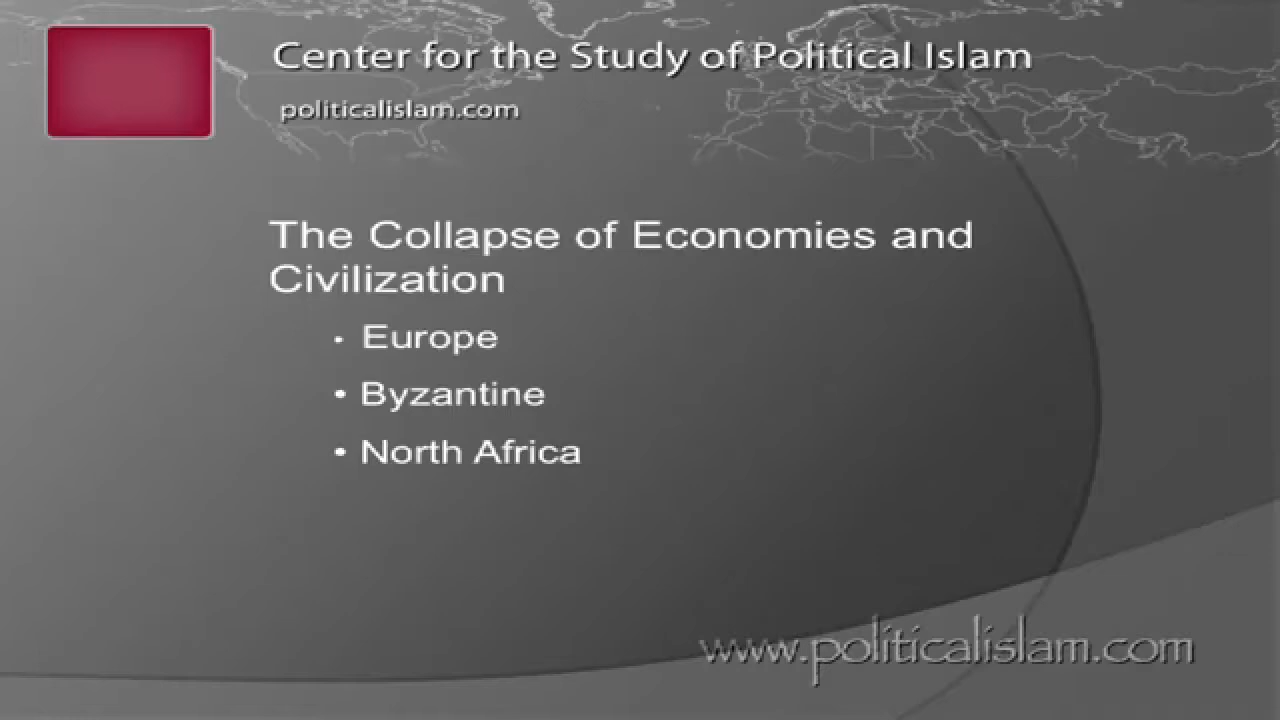 Center for the Study of Political Islam
politicalislam.com
The Collapse of Economies and
Civilization
• Europe
• Byzantine
• North Africa
www.politicalislam.com